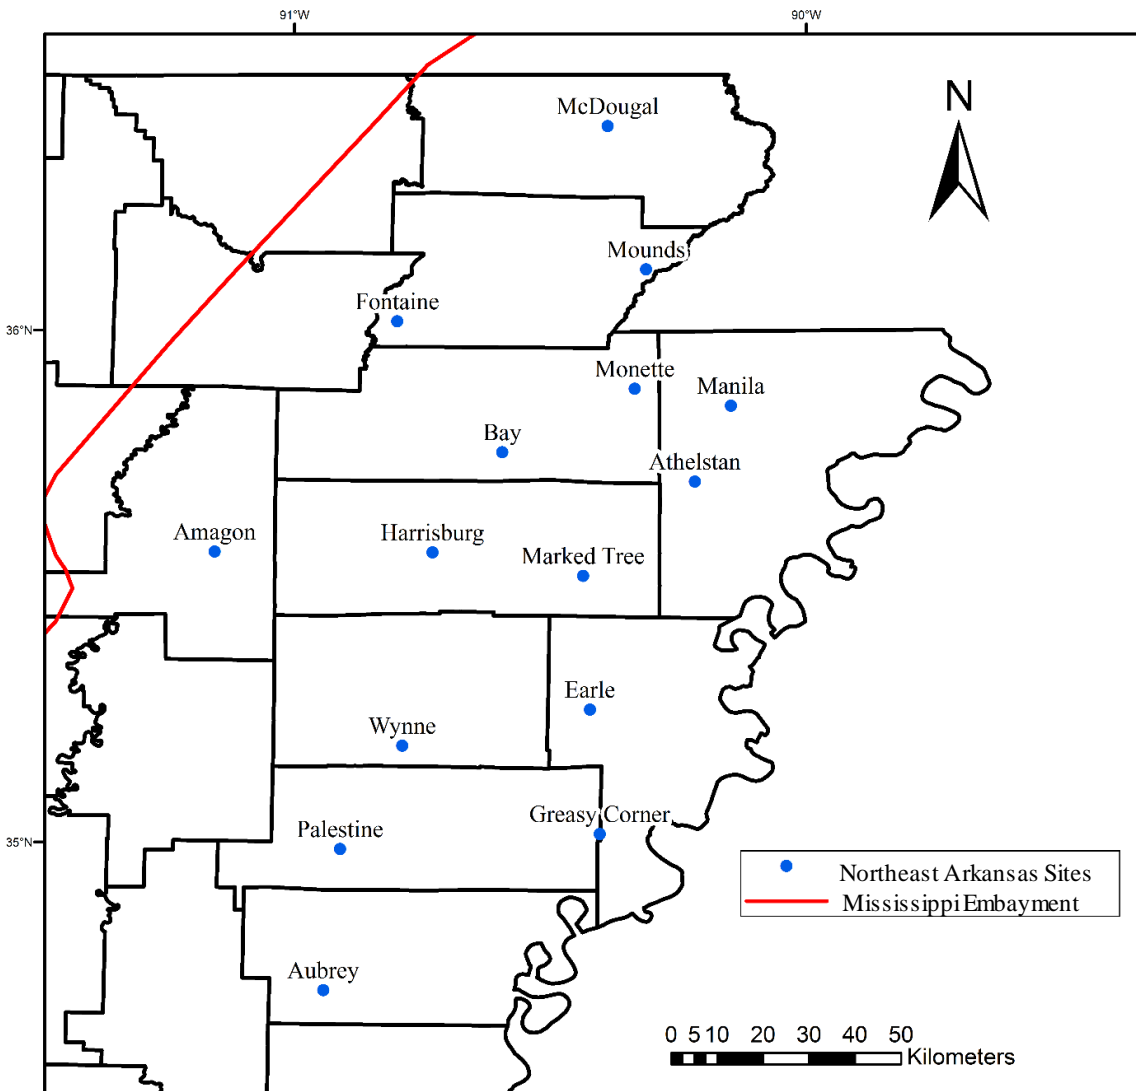 91°W
90°W
N
McDougal
Mounds
Fontaine
36°N
Monette
Manila
Bay
Athelstan
Amagon
Harrisburg
Marked Tree
Earle
Wynne
Greasy Corner
Palestine
35°N
Northeast Arkansas Sites
Mississippi Embayment
Aubrey
0 5 10 20 30 40 50
Kilometers